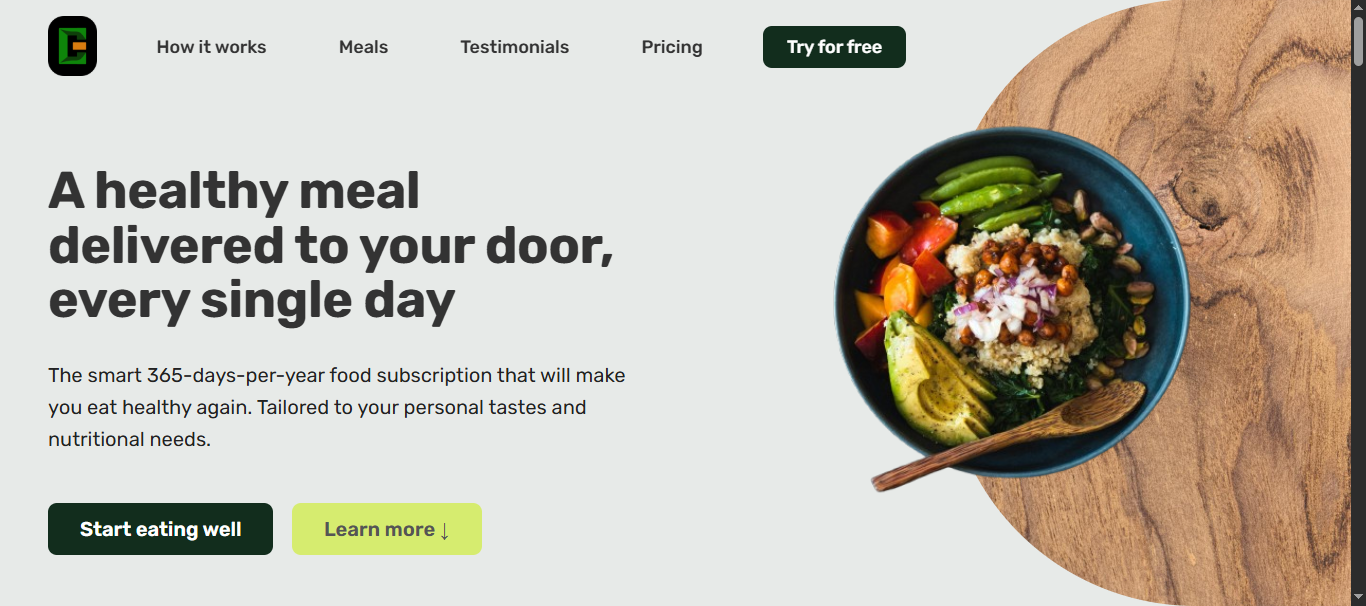 How it works
Meals
Testimonials
Pricing
Try for free
A healthy meal
delivered to your door,
every single day
The smart 365-days-per-year food subscription that will make
you eat healthy again. Tailored to your personal tastes and
nutritional needs.
Start eating well
Learn more ↓